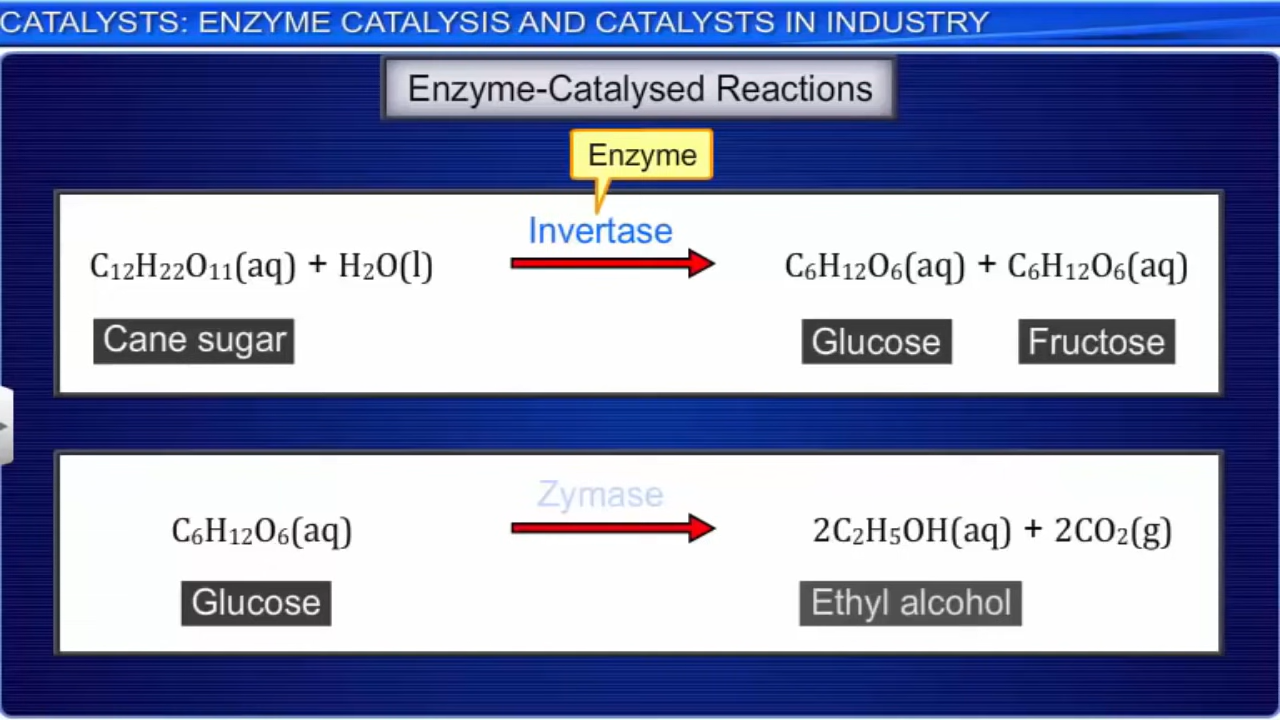 CATALYSTS: ENZYME CATALYSIS AND CATALYSTS IN INDUSTRY
Enzyme-Catalysed Reactions
Enzyme
Invertase
C₁₂H₂₂O₁₁(aq) + H₂O(l) C₆H₁₂O₆(aq) + C₆H₁₂O₆(aq)
Cane sugar Glucose Fructose
Zymase
C₆H₁₂O₆(aq) 2C₂H₅OH(aq) + 2CO₂(g)
Glucose Ethyl alcohol